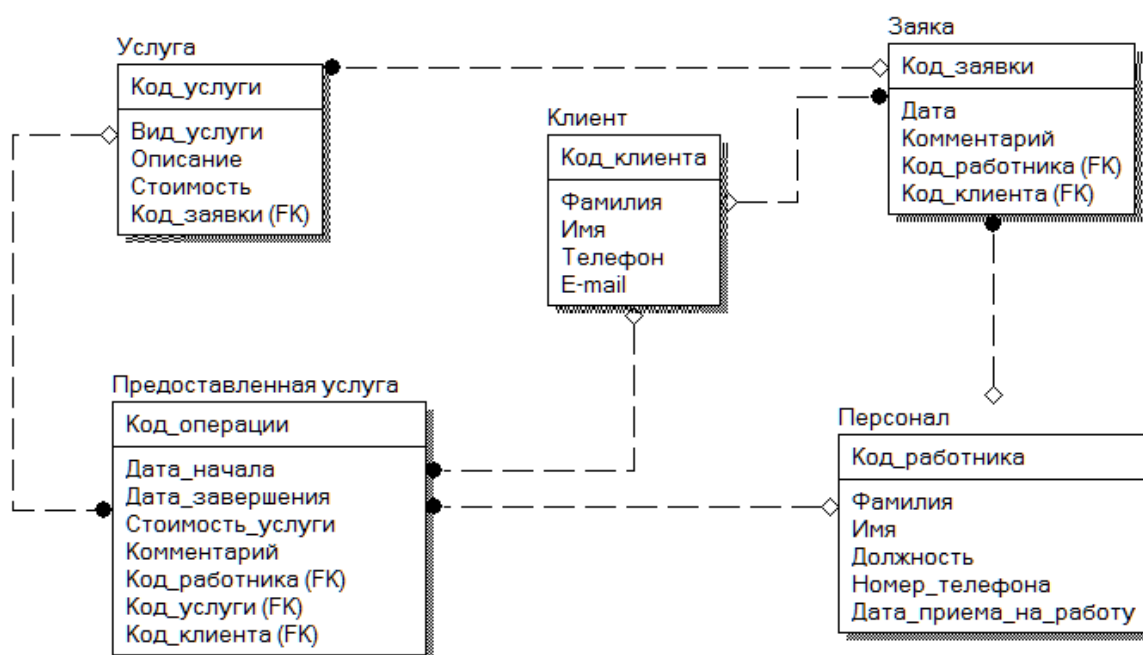 Услуга
Код_услуги
Вид_услуги
Описание
Стоимость
Код_заявки (FK)
Клиент
Код_клиента
Фамилия
Имя
Телефон
E-mail
Заяка
Код_заявки
Дата
Комментарий
Код_работника (FK)
Код_клиента (FK)
Предоставленная услуга
Код_операции
Дата_начала
Дата_завершения
Стоимость_услуги
Комментарий
Код_работника (FK)
Код_услуги (FK)
Код_клиента (FK)
Персонал
Код_работника
Фамилия
Имя
Должность
Номер_телефона
Дата_приема_на_работу